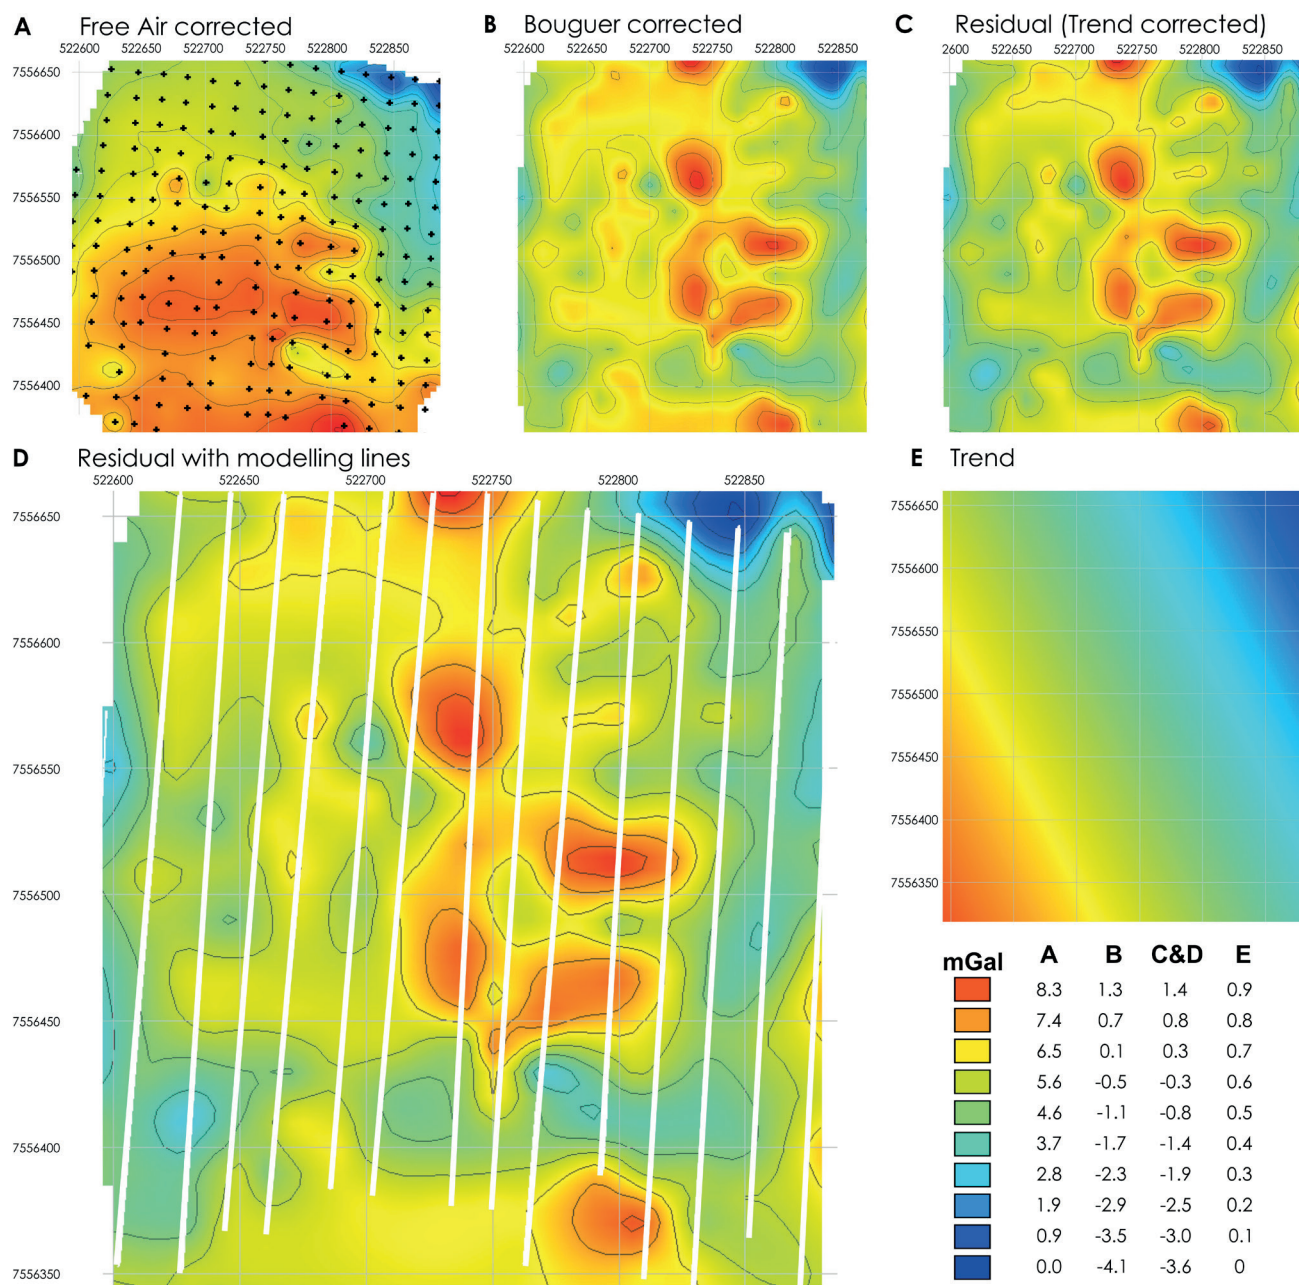 A Free Air corrected
522600 522650 522700 522750 522800 522850
7556650
7556600
7556550
7556500
7556450
7556400
B Bouguer corrected
522600 522650 522700 522750 522800 522850
C Residual (Trend corrected)
2600 522650 522700 522750 522800 522850
D Residual with modelling lines
522600 522650 522700 522750 522800 522850
7556650
7556600
7556550
7556500
7556450
7556400
7556350
E Trend
7556650
7556600
7556550
7556500
7556450
7556400
7556350
mGal A B C&D E
8.3 1.3 1.4 0.9
7.4 0.7 0.8 0.8
6.5 0.1 0.3 0.7
5.6 -0.5 -0.3 0.6
4.6 -1.1 -0.8 0.5
3.7 -1.7 -1.4 0.4
2.8 -2.3 -1.9 0.3
1.9 -2.9 -2.5 0.2
0.9 -3.5 -3.0 0.1
0.0 -4.1 -3.6 0